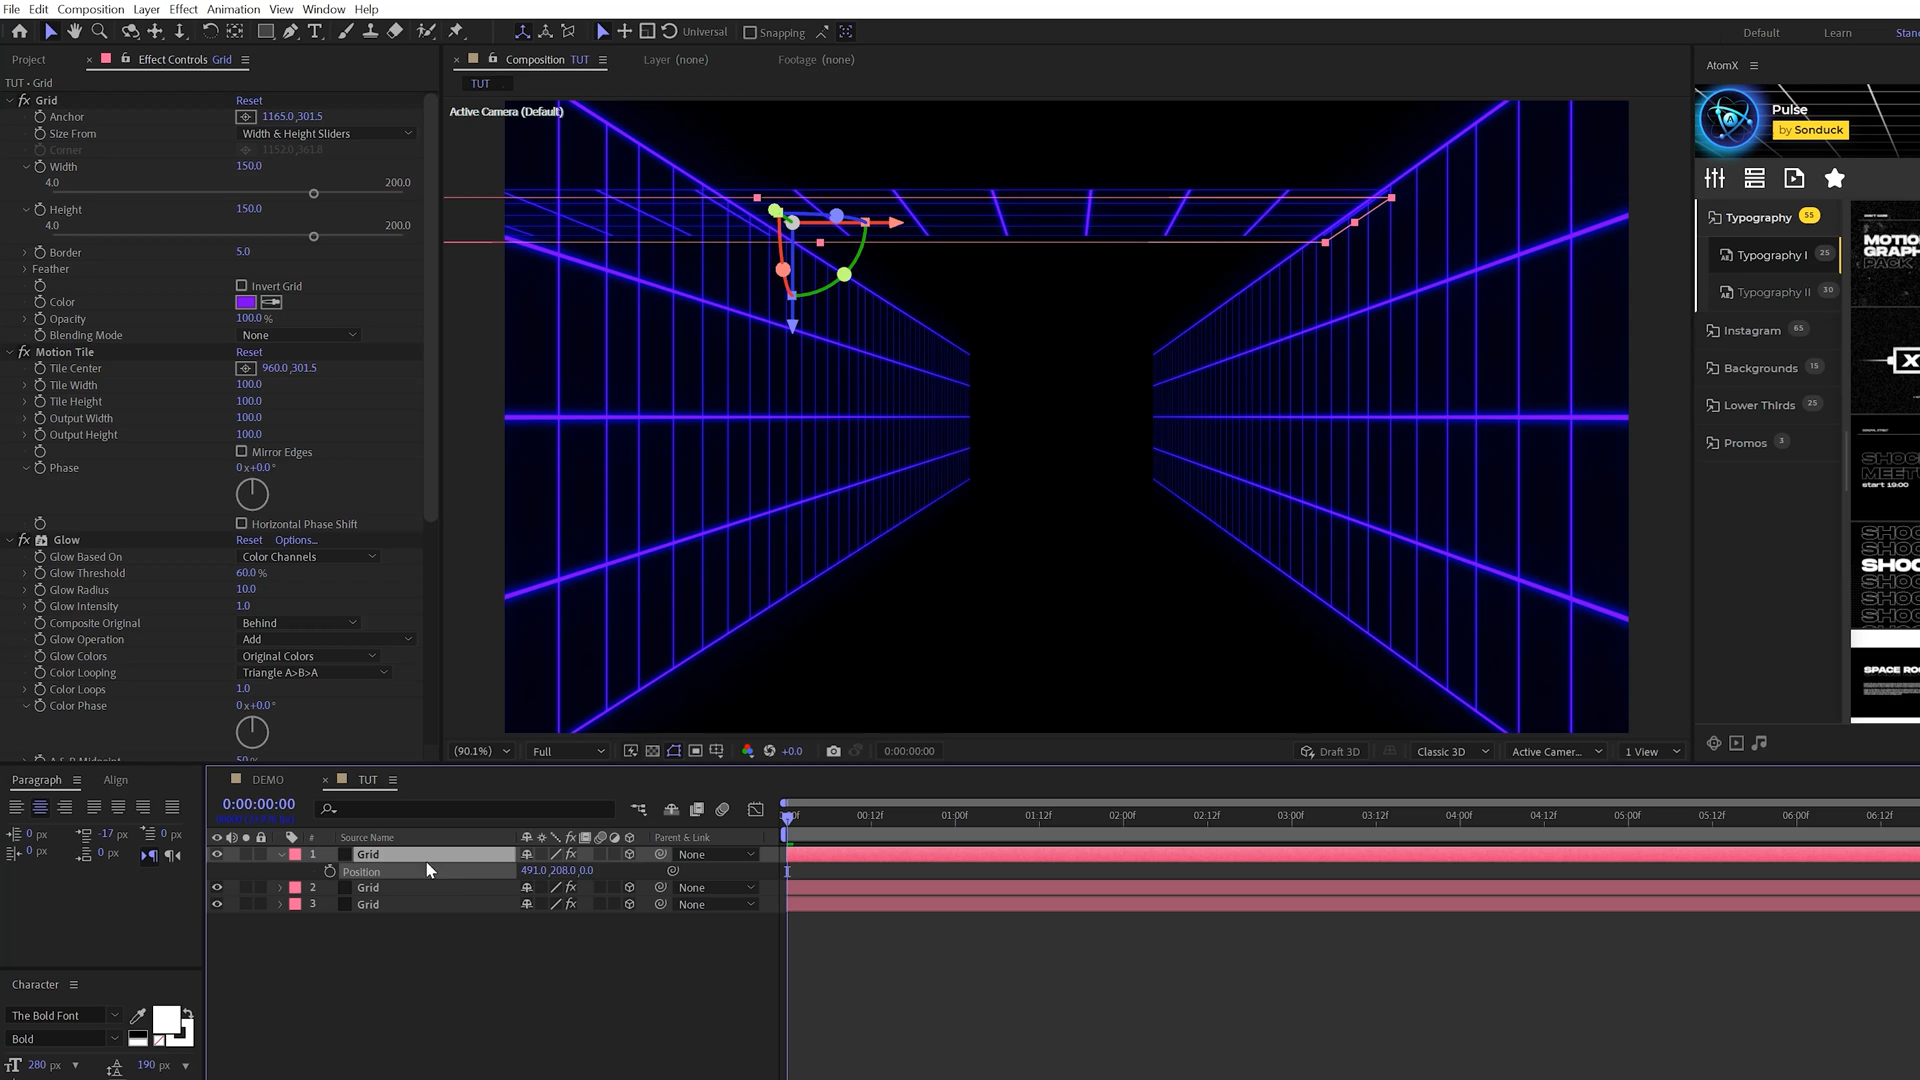 File Edit Composition Layer Effect Animation View Window Help
Universal Snapping Default Learn
Project Effect Controls Grid Composition TUT Layer (none) Footage (none) AtomX
TUT - Grid TUT
Active Camera (Default)
Grid Reset
Anchor 1165.0,301.5
Size From Width & Height Sliders
Corner 1152.0,361.8
Width 150.0
4.0 200.0
Height 150.0
4.0 200.0
Border 5.0
Feather
Invert Grid
Color
Opacity 100.0 %
Blending Mode None
Motion Tile Reset
Tile Center 960.0,301.5
Tile Width 100.0
Tile Height 100.0
Output Width 100.0
Output Height 100.0
Mirror Edges
Phase 0x+0.0°
Horizontal Phase Shift
Glow Reset Options...
Glow Based On Color Channels
Glow Threshold 60.0 %
Glow Radius 10.0
Glow Intensity 1.0
Composite Original Behind
Glow Operation Add
Glow Colors Original Colors
Color Looping Triangle A>B>A
Color Loops 1.0
Color Phase 0x+0.0°
Pulse
by Sonduck
Typography 55
Typography I 25
Typography II 30
Instagram 65
Backgrounds 15
Lower Thirds 25
Promos 3
SPACE
(90.1%) Full +0.0 0:00:00:00 Draft 3D Classic 3D Active Camer... 1 View
Paragraph Align
0 px -17 px 0 px
0 px 0 px
Character
The Bold Font
Bold
280 px 190 px
DEMO TUT
0:00:00:00
# Source Name Parent & Link
00:12f 01:00f 01:12f 02:00f 02:12f 03:00f 03:12f 04:00f 04:12f 05:00f 05:12f 06:00f 06:12f
1 Grid None
Position 491.0,208.0,0.0
2 Grid None
3 Grid None